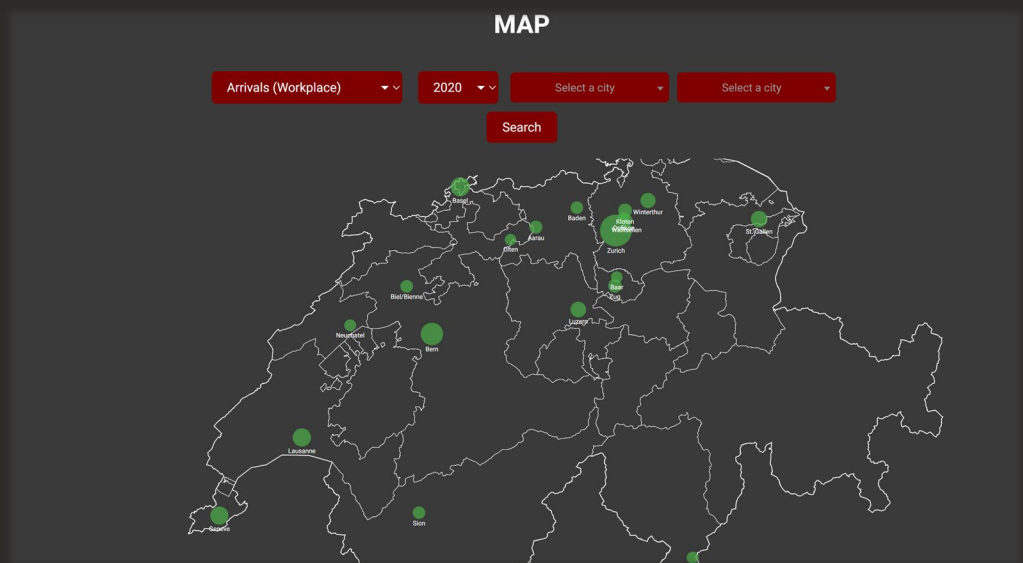 MAP
Arrivals (Workplace)
2020
Select a city
Select a city
Search
Basel
Baden
Winterthur
Kloten
Wallisellen
St. Gallen
Aarau
Olten
Zurich
Baar
Zug
Biel/Bienne
Luzern
Neuchatel
Bern
Lausanne
Sion
Geneve